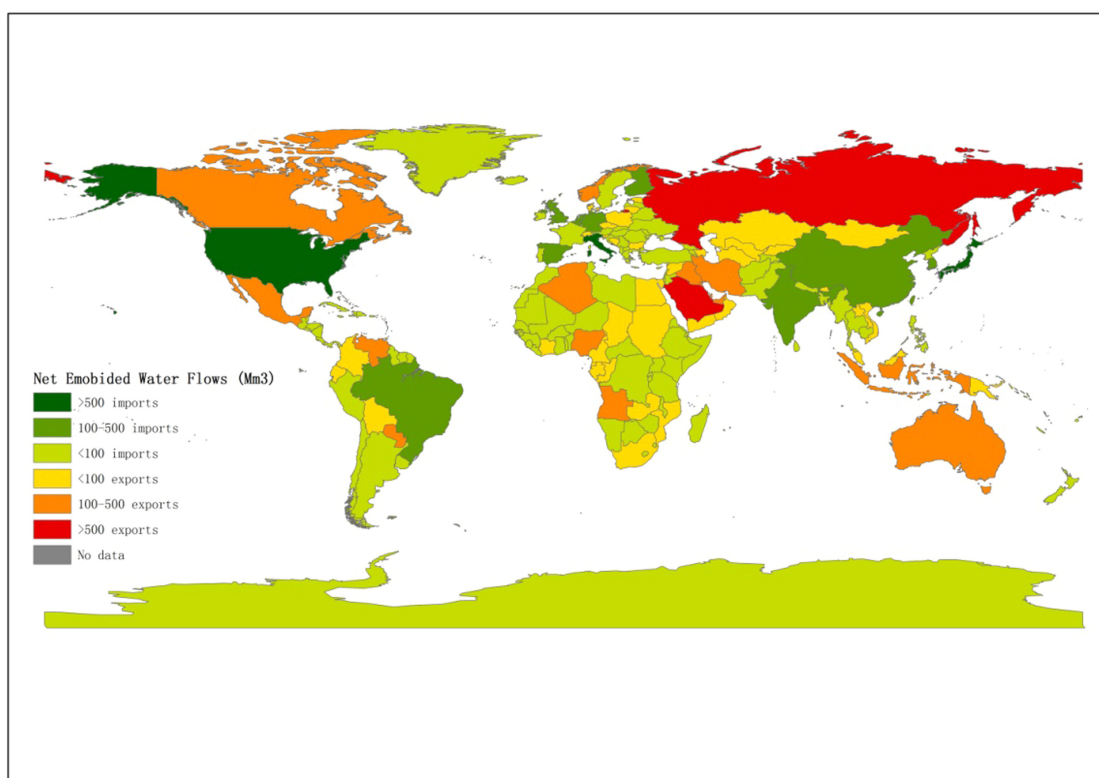 Net Emobided Water Flows (Mm3)
>500 imports
100-500 imports
<100 imports
<100 exports
100-500 exports
>500 exports
No data